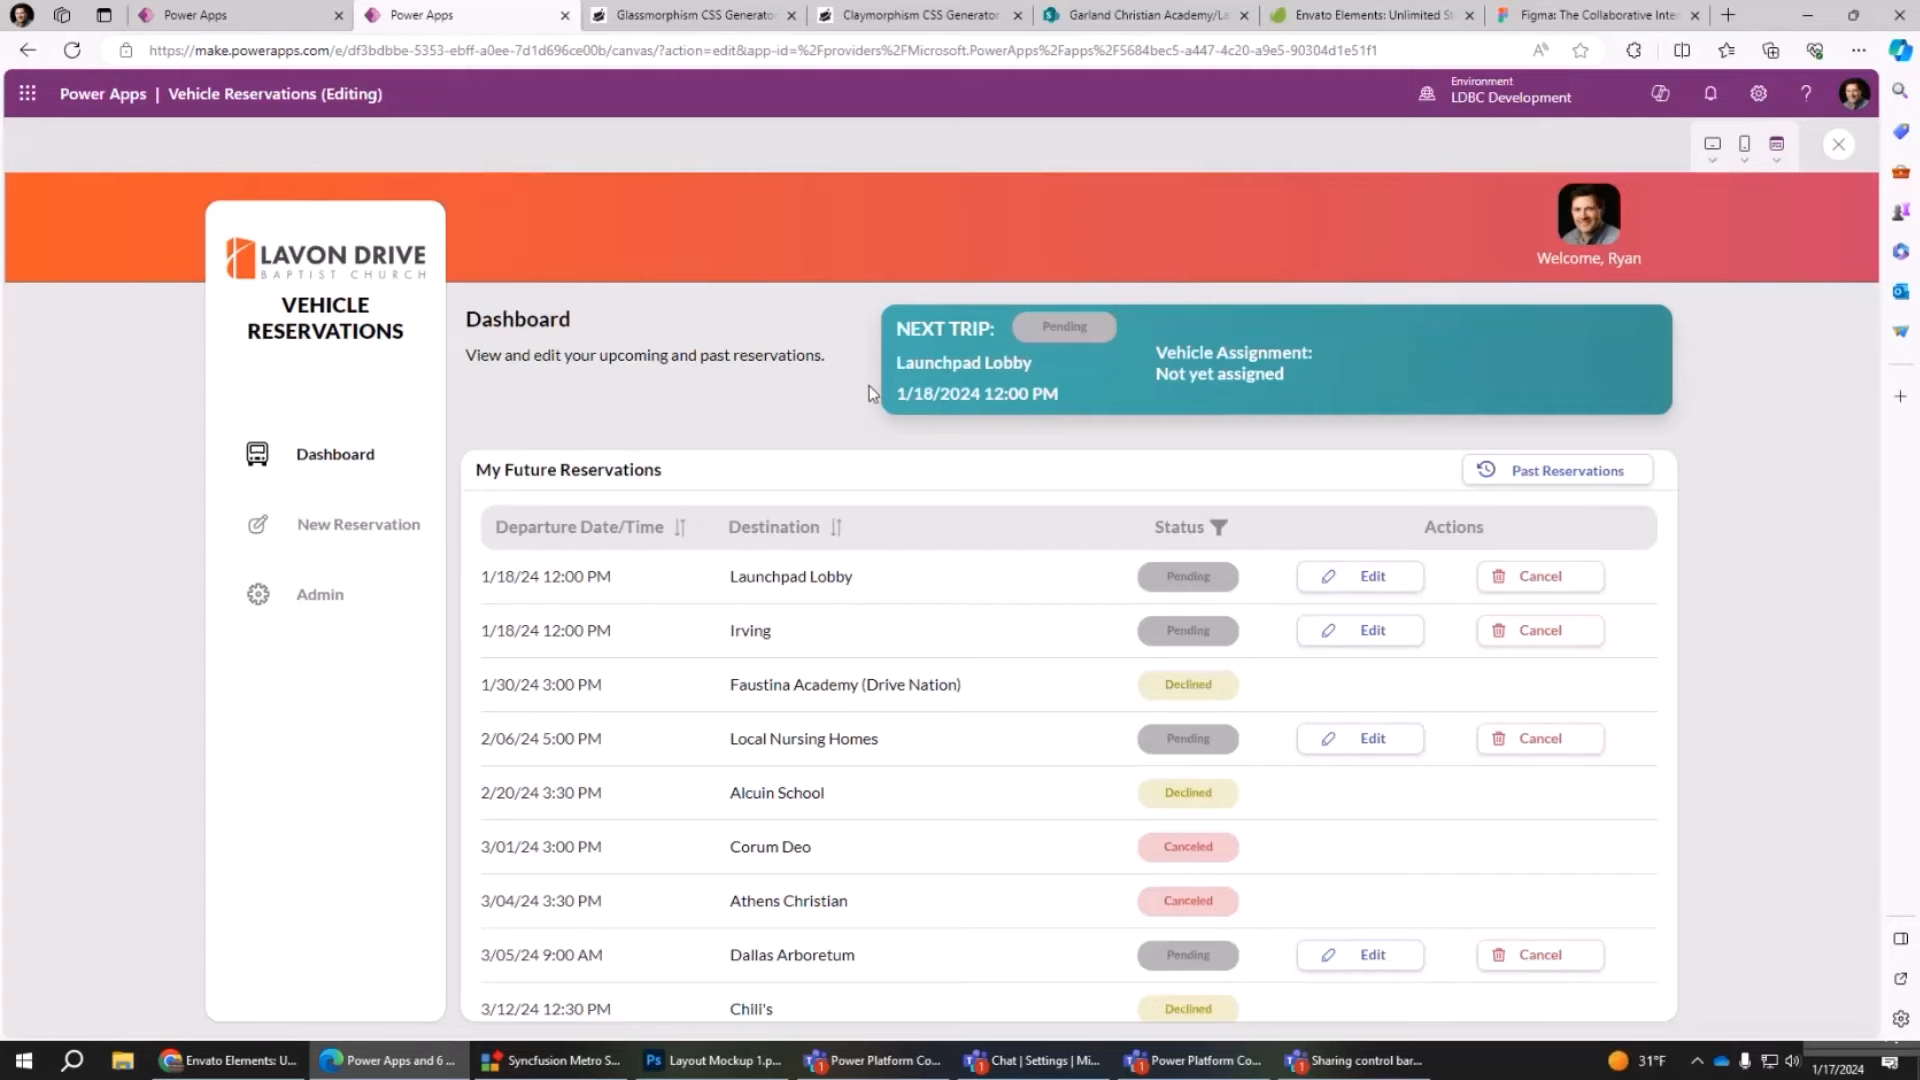 Power Apps
Power Apps
Glassmorphism CSS Generator
Claymorphism CSS Generator
Garland Christian Academy/La
Envato Elements: Unlimited St
Figma: The Collaborative Inter
https://make.powerapps.com/e/df3bdbbe-5353-ebff-a0ee-7d1d696ce00b/canvas/?action=edit&app-id=%2Fproviders%2FMicrosoft.PowerApps%2Fapps%2F5684bec5-a447-4c20-a9e5-90304d1e51f1
Power Apps | Vehicle Reservations (Editing)
Environment
LDBC Development
LAVON DRIVE
BAPTIST CHURCH
VEHICLE
RESERVATIONS
Welcome, Ryan
Dashboard
View and edit your upcoming and past reservations.
NEXT TRIP: Pending
Launchpad Lobby
1/18/2024 12:00 PM
Vehicle Assignment:
Not yet assigned
Dashboard
New Reservation
Admin
My Future Reservations
Past Reservations
Departure Date/Time Destination Status Actions
1/18/24 12:00 PM Launchpad Lobby Pending Edit Cancel
1/18/24 12:00 PM Irving Pending Edit Cancel
1/30/24 3:00 PM Faustina Academy (Drive Nation) Declined
2/06/24 5:00 PM Local Nursing Homes Pending Edit Cancel
2/20/24 3:30 PM Alcuin School Declined
3/01/24 3:00 PM Corum Deo Canceled
3/04/24 3:30 PM Athens Christian Canceled
3/05/24 9:00 AM Dallas Arboretum Pending Edit Cancel
3/12/24 12:30 PM Chili's Declined
Envato Elements: U...
Power Apps and 6 ...
Syncfusion Metro S...
Ps Layout Mockup 1.p...
Power Platform Co...
Chat | Settings | Mi...
Power Platform Co...
Sharing control bar...
31°F
1/17/2024